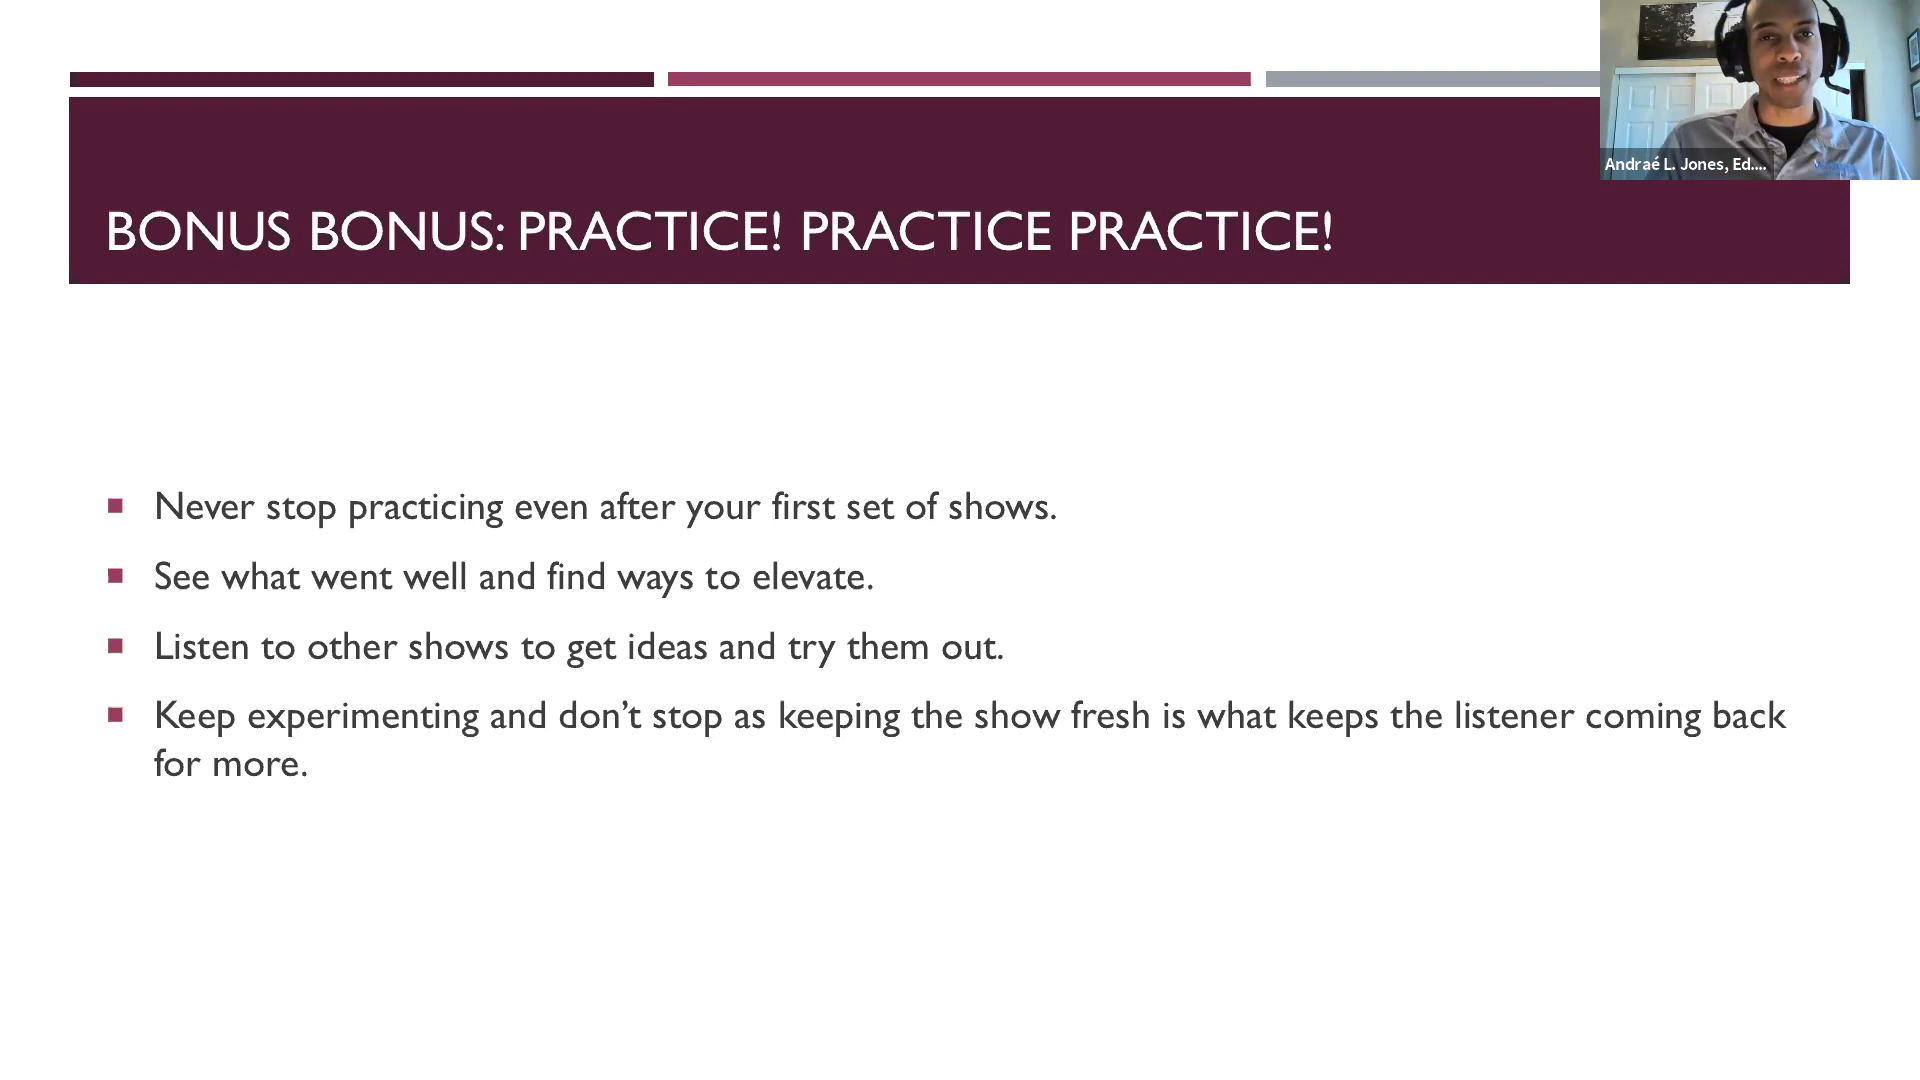 BONUS BONUS: PRACTICE! PRACTICE PRACTICE!
Andraé L. Jones, Ed....
Never stop practicing even after your first set of shows.
See what went well and find ways to elevate.
Listen to other shows to get ideas and try them out.
Keep experimenting and don’t stop as keeping the show fresh is what keeps the listener coming back
for more.